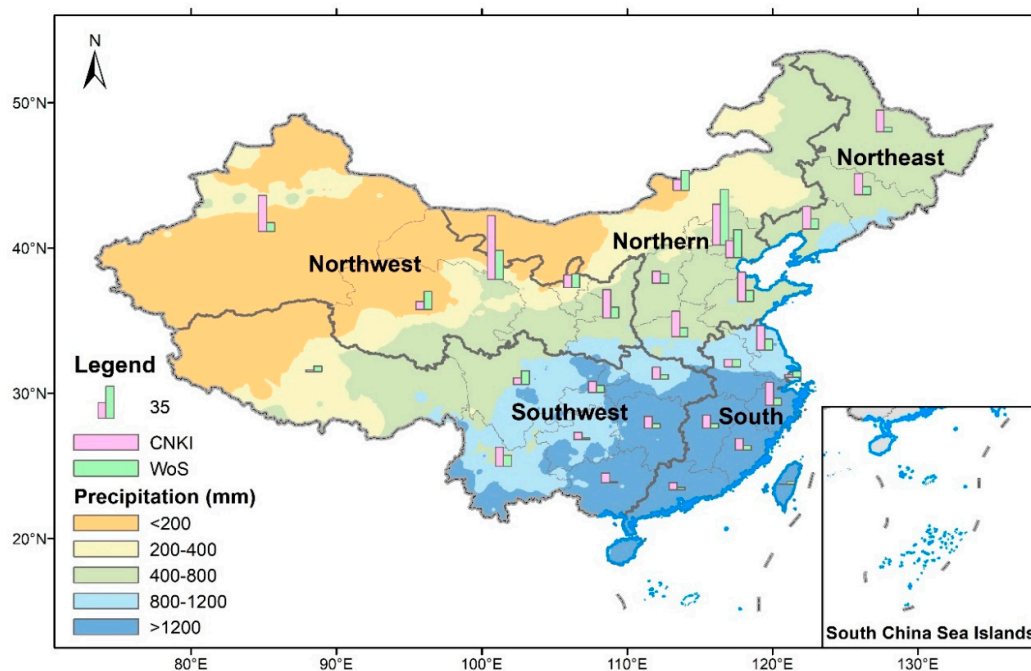 N
50°N
40°N
30°N
20°N
Northeast
Northern
Northwest
Southwest
South
Legend
35
CNKI
WoS
Precipitation (mm)
<200
200-400
400-800
800-1200
>1200
80°E
90°E
100°E
110°E
120°E
South China Sea Islands